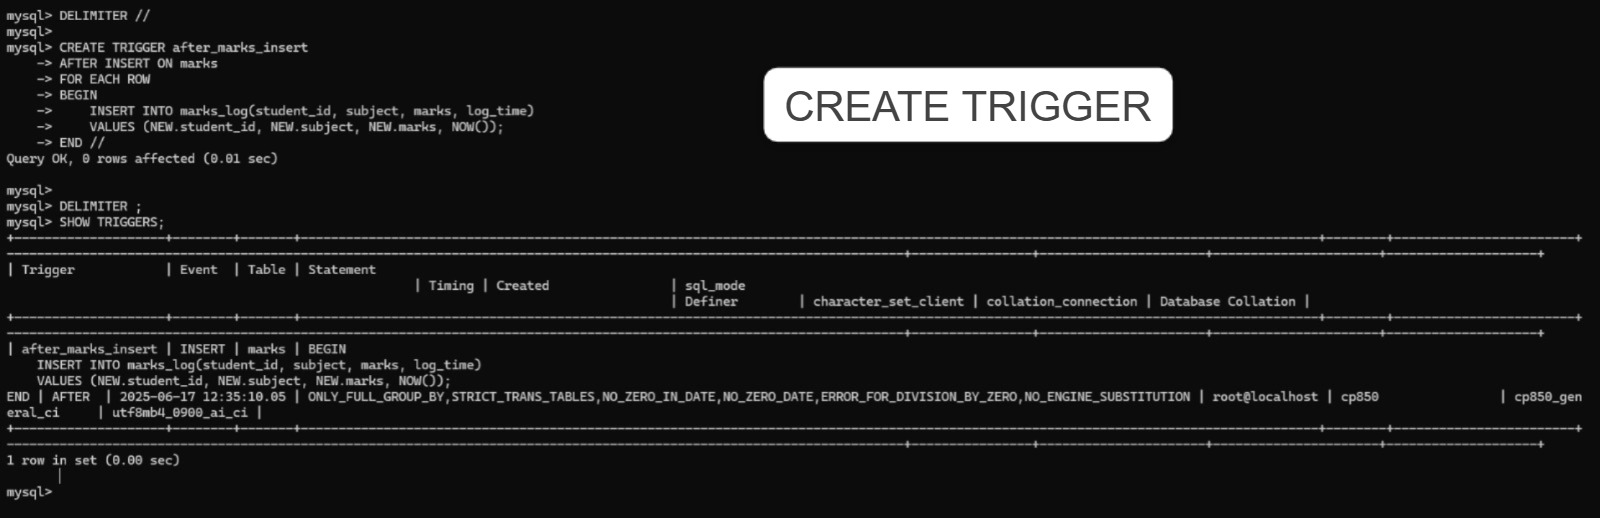 mysql> DELIMITER //
mysql>
mysql> CREATE TRIGGER after_marks_insert
    -> AFTER INSERT ON marks
    -> FOR EACH ROW
    -> BEGIN
    ->     INSERT INTO marks_log(student_id, subject, marks, log_time)
    ->     VALUES (NEW.student_id, NEW.subject, NEW.marks, NOW());
    -> END //
Query OK, 0 rows affected (0.01 sec)
CREATE TRIGGER
mysql>
mysql> DELIMITER ;
mysql> SHOW TRIGGERS;
| Trigger            | Event  | Table | Statement
| Timing | Created                | sql_mode
| Definer        | character_set_client | collation_connection | Database Collation |
| after_marks_insert | INSERT | marks | BEGIN
    INSERT INTO marks_log(student_id, subject, marks, log_time)
    VALUES (NEW.student_id, NEW.subject, NEW.marks, NOW());
END | AFTER  | 2025-06-17 12:35:10.05 | ONLY_FULL_GROUP_BY,STRICT_TRANS_TABLES,NO_ZERO_IN_DATE,NO_ZERO_DATE,ERROR_FOR_DIVISION_BY_ZERO,NO_ENGINE_SUBSTITUTION | root@localhost | cp850                | cp850_gen
eral_ci     | utf8mb4_0900_ai_ci |
1 row in set (0.00 sec)
mysql>